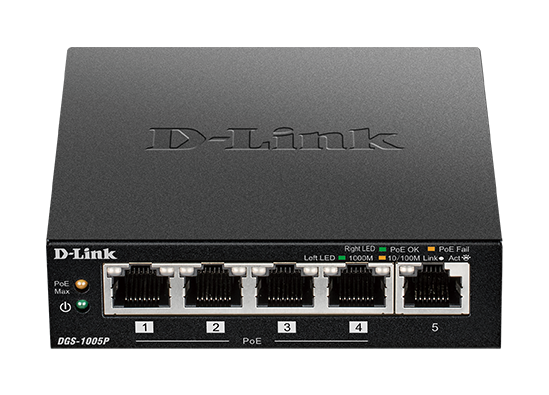 D-Link
Right LED PoE OK PoE Fail
D-Link Left LED 1000M 10/100M Link Act
PoE
Max
1 2 3 4 5
PoE
DGS-1005P